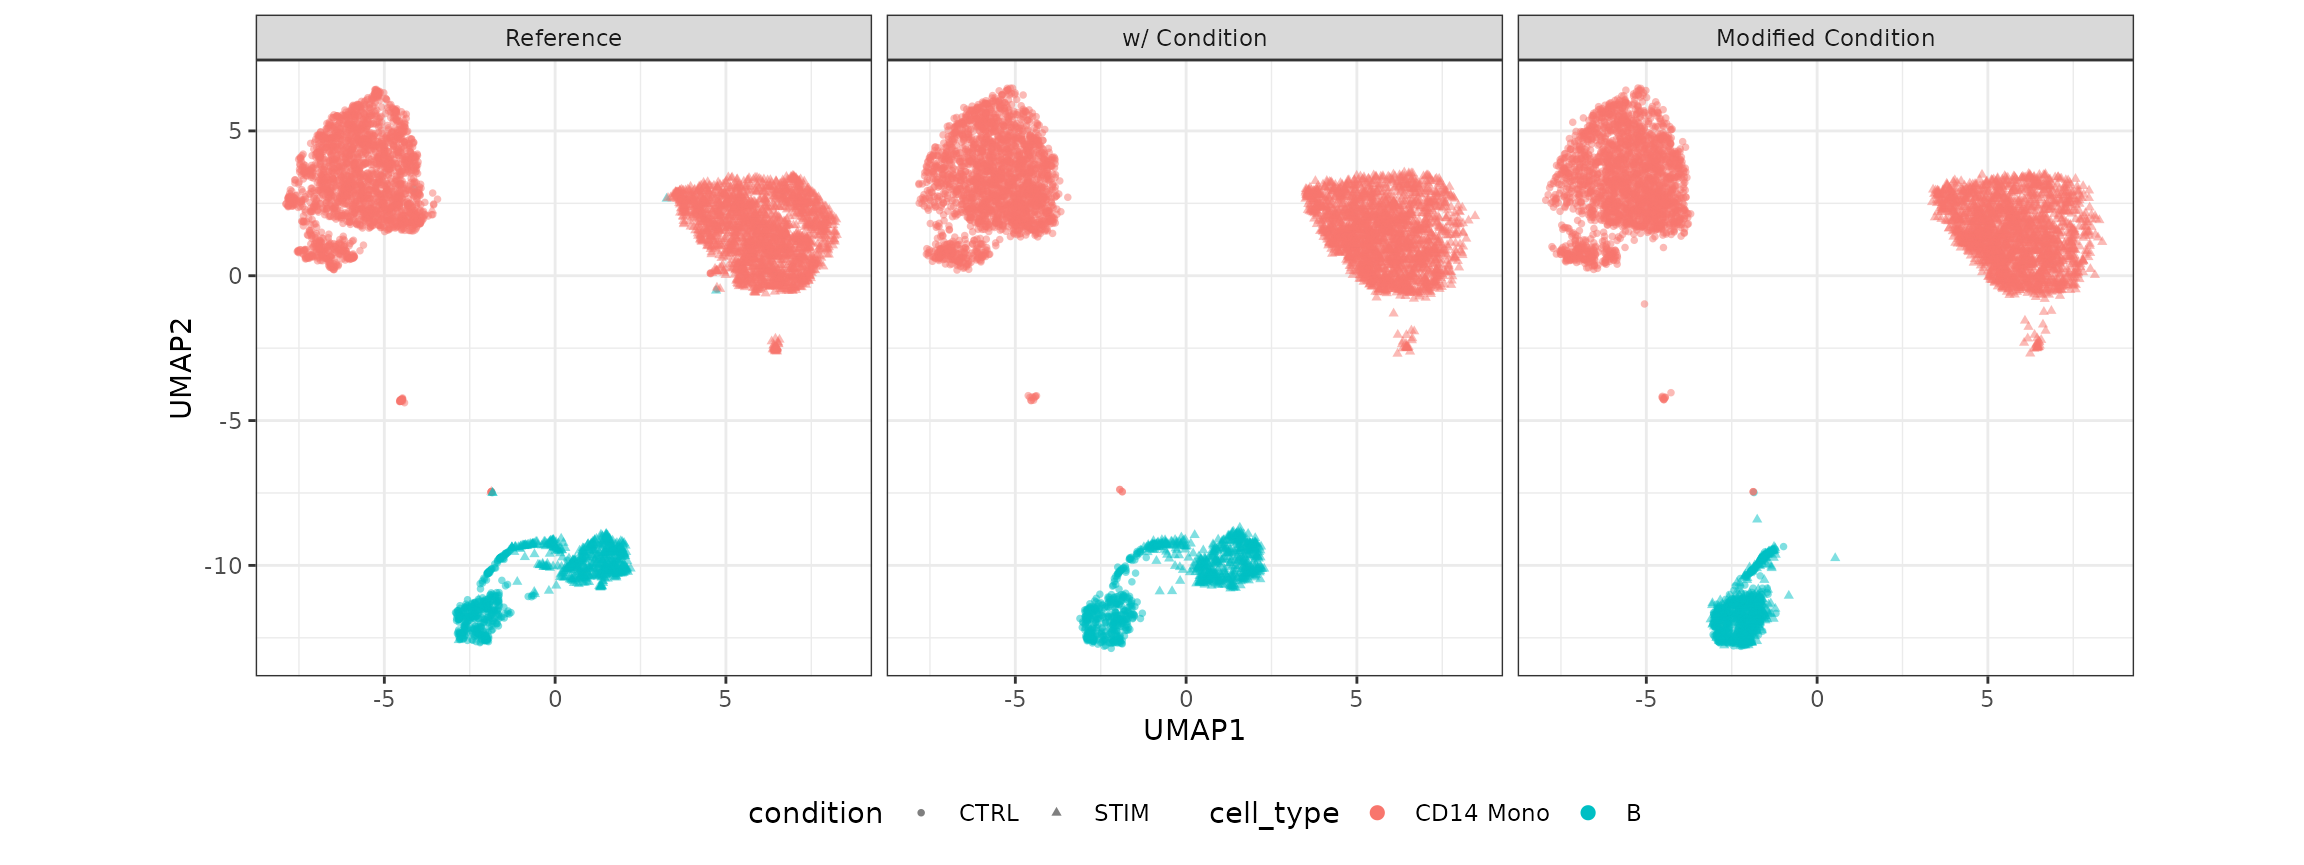 Reference w/ Condition Modified Condition
5
0
-5
-10
UMAP2
-5 0 5 -5 0 5 -5 0 5
UMAP1
condition CTRL STIM cell_type CD14 Mono B